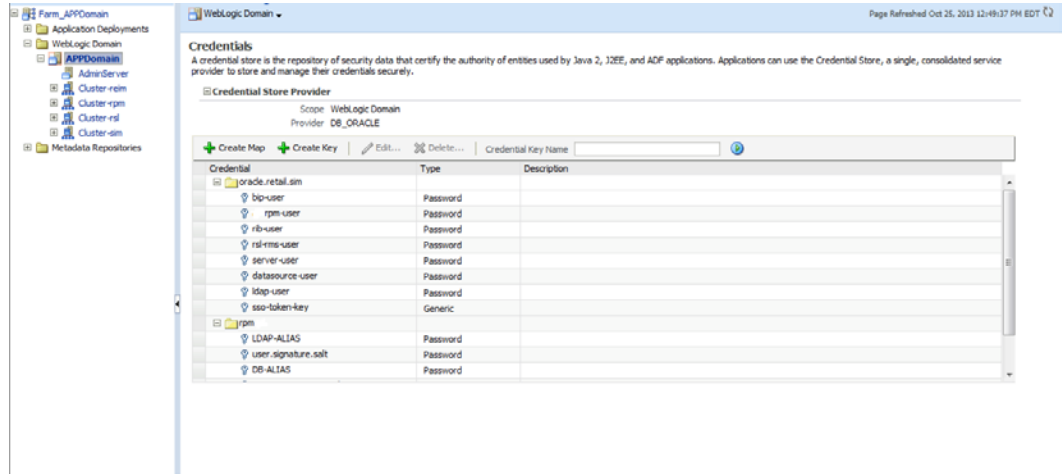 Farm_APPDomain
Application Deployments
WebLogic Domain
APPDomain
AdminServer
Cluster-reim
Cluster-rpm
Cluster-rsl
Cluster-sim
Metadata Repositories
WebLogic Domain
Page Refreshed Oct 25, 2013 12:49:37 PM EDT
Credentials
A credential store is the repository of security data that certify the authority of entities used by Java 2, J2EE, and ADF applications. Applications can use the Credential Store, a single, consolidated service
provider to store and manage their credentials securely.
Credential Store Provider
Scope WebLogic Domain
Provider DB_ORACLE
Create Map Create Key Edit... Delete... Credential Key Name
Credential Type Description
oracle.retail.sim
bip-user Password
rpm-user Password
rib-user Password
rsl-rms-user Password
server-user Password
datasource-user Password
ldap-user Password
sso-token-key Generic
rpm
LDAP-ALIAS Password
user.signature.salt Password
DB-ALIAS Password